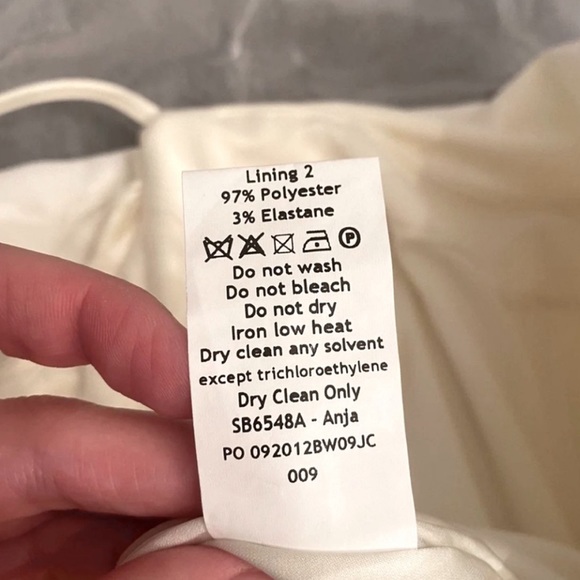 Lining 2
97% Polyester
3% Elastane
P
Do not wash
Do not bleach
Do not dry
Iron low heat
Dry clean any solvent
except trichloroethylene
Dry Clean Only
SB6548A - Anja
PO 092012BW09JC
009